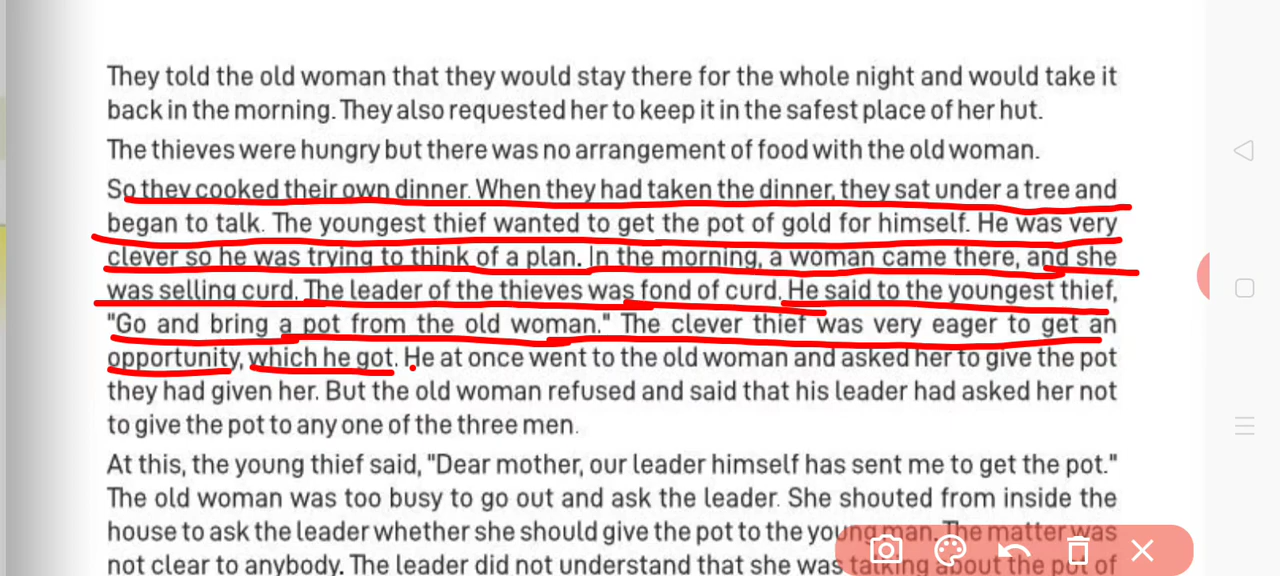 They told the old woman that they would stay there for the whole night and would take it
back in the morning. They also requested her to keep it in the safest place of her hut.
The thieves were hungry but there was no arrangement of food with the old woman.
So they cooked their own dinner. When they had taken the dinner, they sat under a tree and
began to talk. The youngest thief wanted to get the pot of gold for himself. He was very
clever so he was trying to think of a plan. In the morning, a woman came there, and she
was selling curd. The leader of the thieves was fond of curd. He said to the youngest thief,
"Go and bring a pot from the old woman." The clever thief was very eager to get an
opportunity, which he got. He at once went to the old woman and asked her to give the pot
they had given her. But the old woman refused and said that his leader had asked her not
to give the pot to any one of the three men.
At this, the young thief said, "Dear mother, our leader himself has sent me to get the pot."
The old woman was too busy to go out and ask the leader. She shouted from inside the
house to ask the leader whether she should give the pot to the young man. The matter was
not clear to anybody. The leader did not understand that she was talking about the pot of